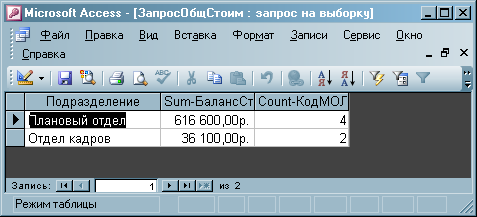 Microsoft Access - [ЗапросОбщСтоим : запрос на выборку]
Файл Правка Вид Вставка Формат Записи Сервис Окно
Справка
Подразделение Sum-БалансСт Count-КодМОЛ
Плановый отдел 616 600,00р. 4
Отдел кадров 36 100,00р. 2
Запись: 1 из 2
Режим таблицы